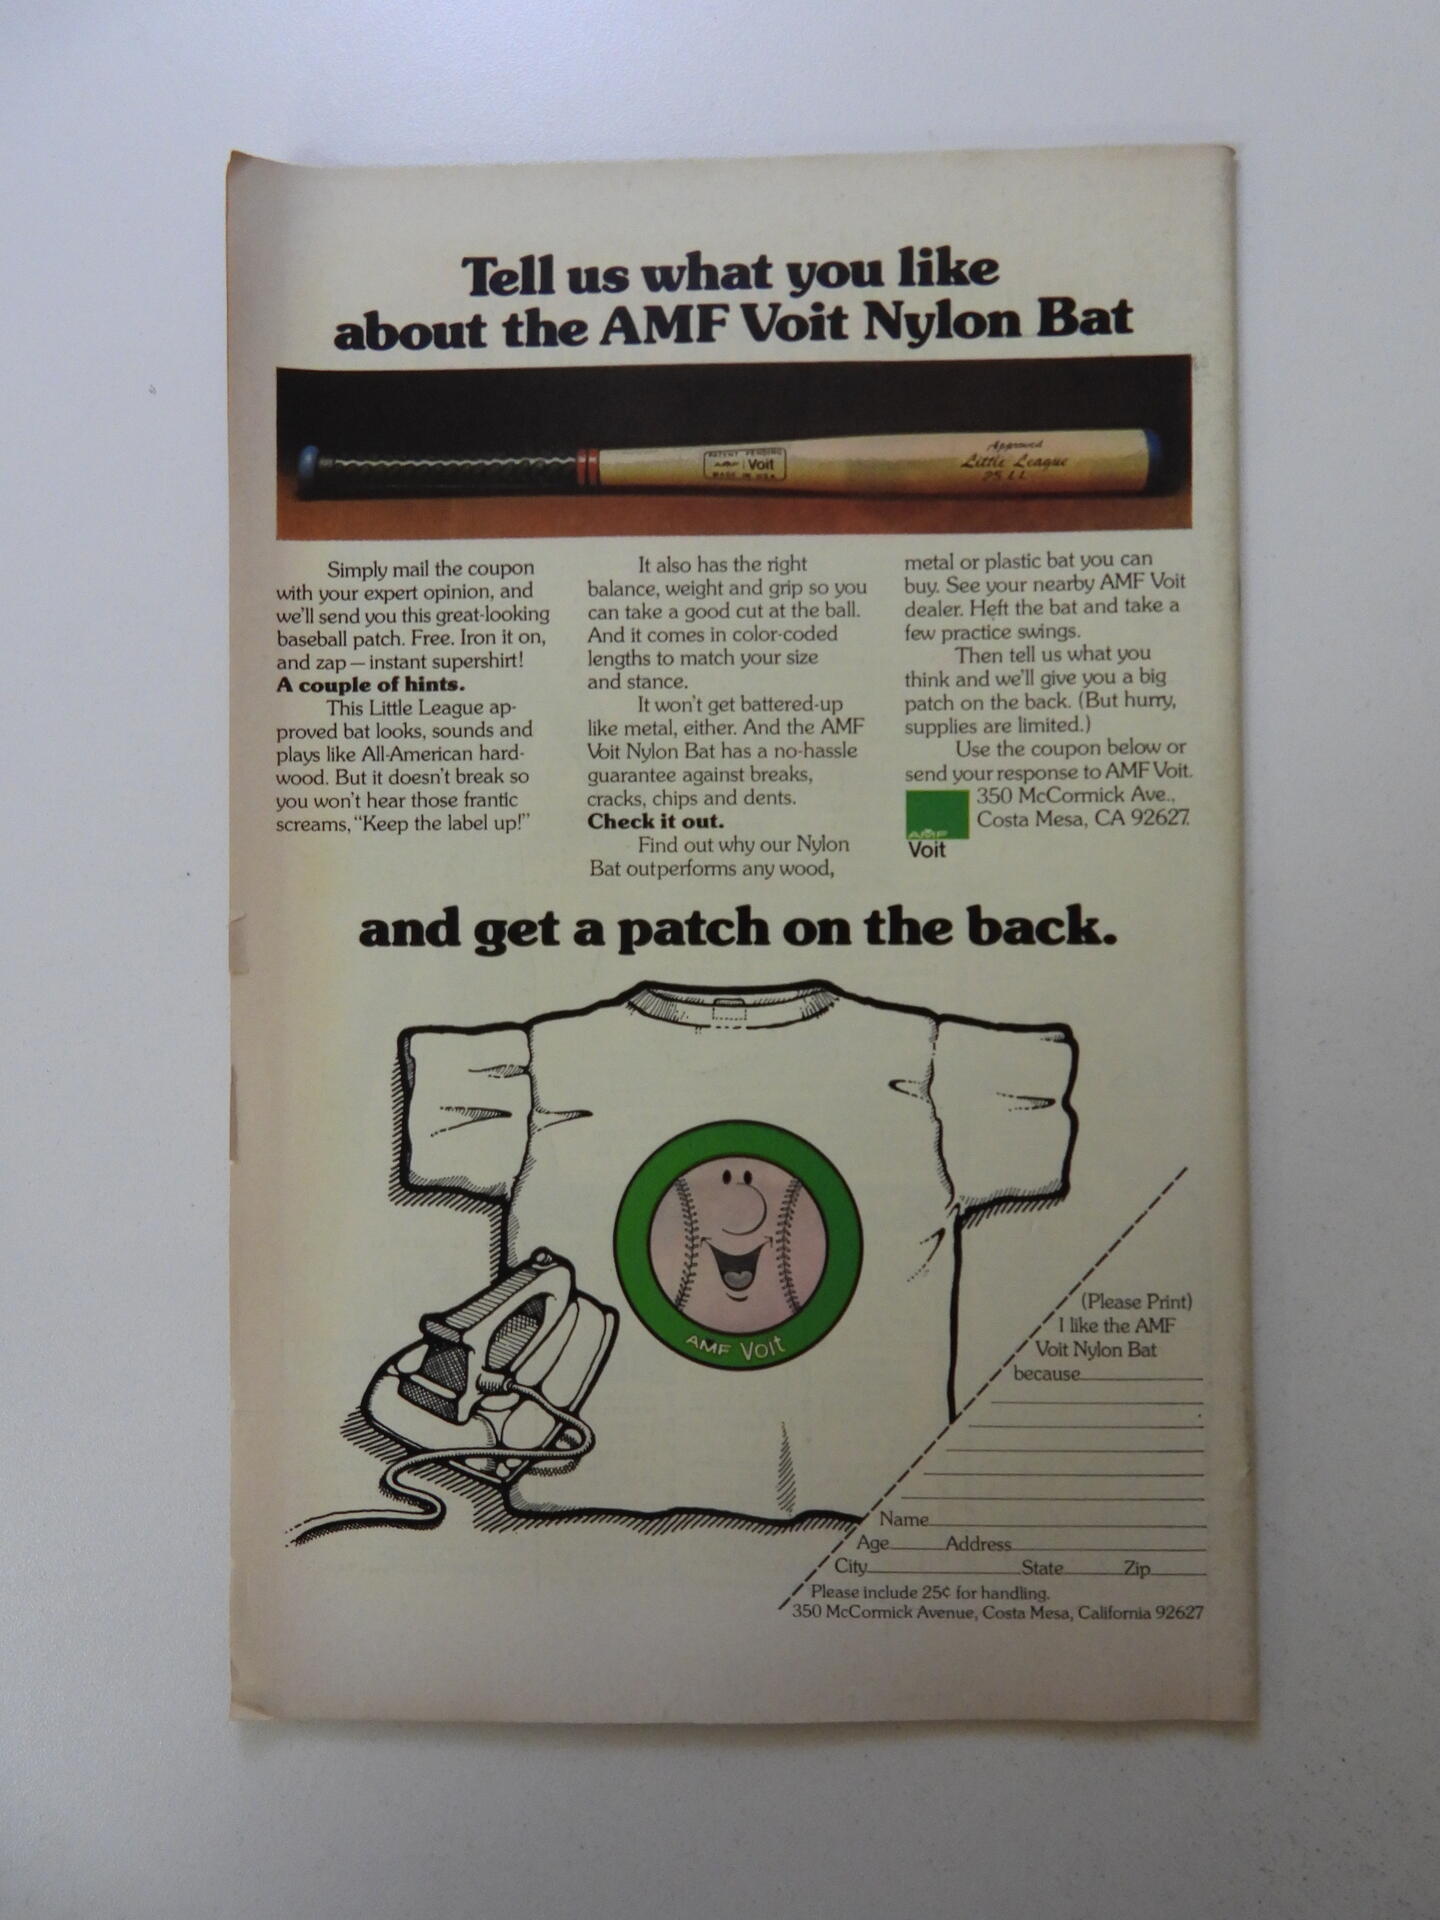 Tell us what you like
about the AMF Voit Nylon Bat
PATENT PENDING
AMF Voit
MADE IN U.S.A.
Approved
Little League
Simply mail the coupon
with your expert opinion, and
we'll send you this great-looking
baseball patch. Free. Iron it on,
and zap — instant supershirt!
A couple of hints.
This Little League ap-
proved bat looks, sounds and
plays like All-American hard-
wood. But it doesn't break so
you won't hear those frantic
screams, "Keep the label up!"
It also has the right
balance, weight and grip so you
can take a good cut at the ball.
And it comes in color-coded
lengths to match your size
and stance.
It won't get battered-up
like metal, either. And the AMF
Voit Nylon Bat has a no-hassle
guarantee against breaks,
cracks, chips and dents.
Check it out.
Find out why our Nylon
Bat outperforms any wood,
metal or plastic bat you can
buy. See your nearby AMF Voit
dealer. Heft the bat and take a
few practice swings.
Then tell us what you
think and we'll give you a big
patch on the back. (But hurry,
supplies are limited.)
Use the coupon below or
send your response to AMF Voit.
350 McCormick Ave.,
Costa Mesa, CA 92627.
AMF
Voit
and get a patch on the back.
AMF Voit
(Please Print)
I like the AMF
Voit Nylon Bat
because
Name
Age Address
City State Zip
Please include 25¢ for handling.
350 McCormick Avenue, Costa Mesa, California 92627